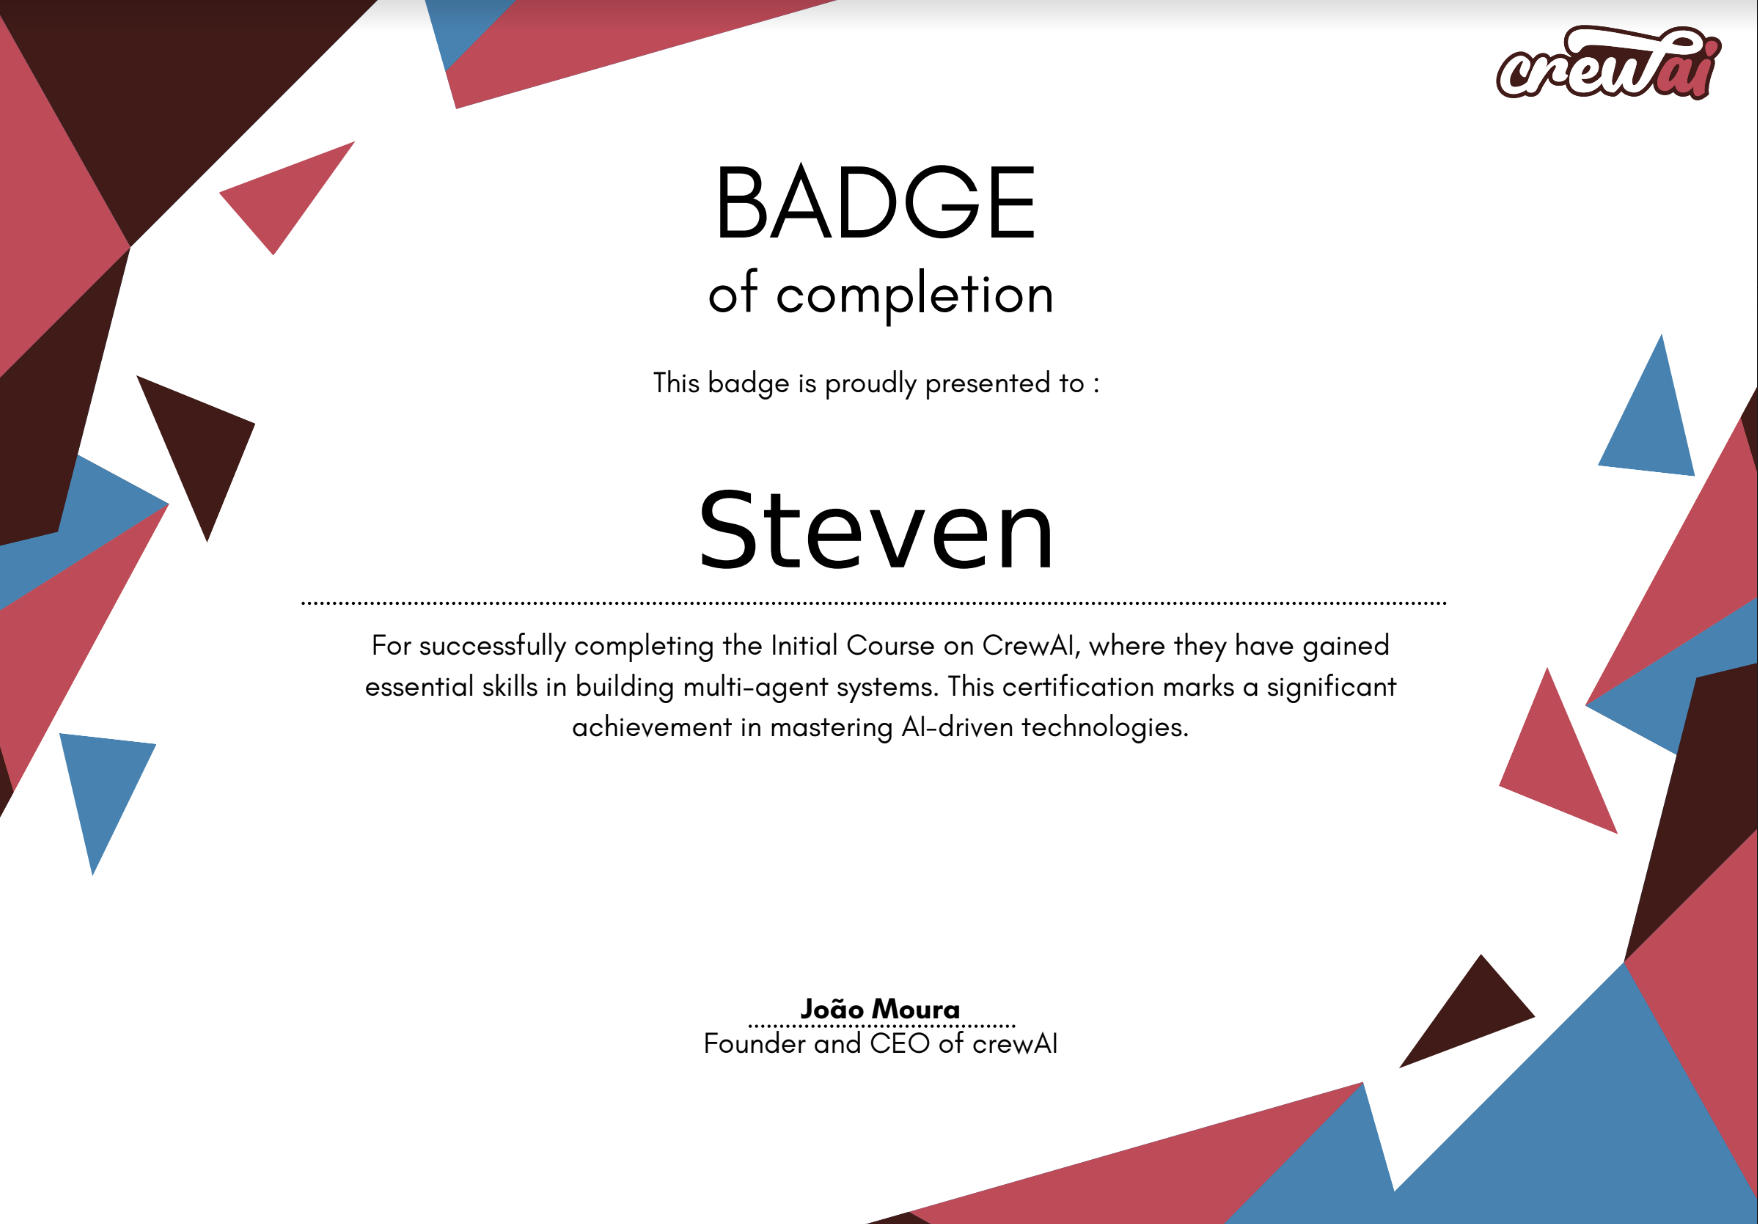 crewai
BADGE
of completion
This badge is proudly presented to :
Steven
For successfully completing the Initial Course on CrewAI, where they have gained
essential skills in building multi-agent systems. This certification marks a significant
achievement in mastering AI-driven technologies.
João Moura
Founder and CEO of crewAI